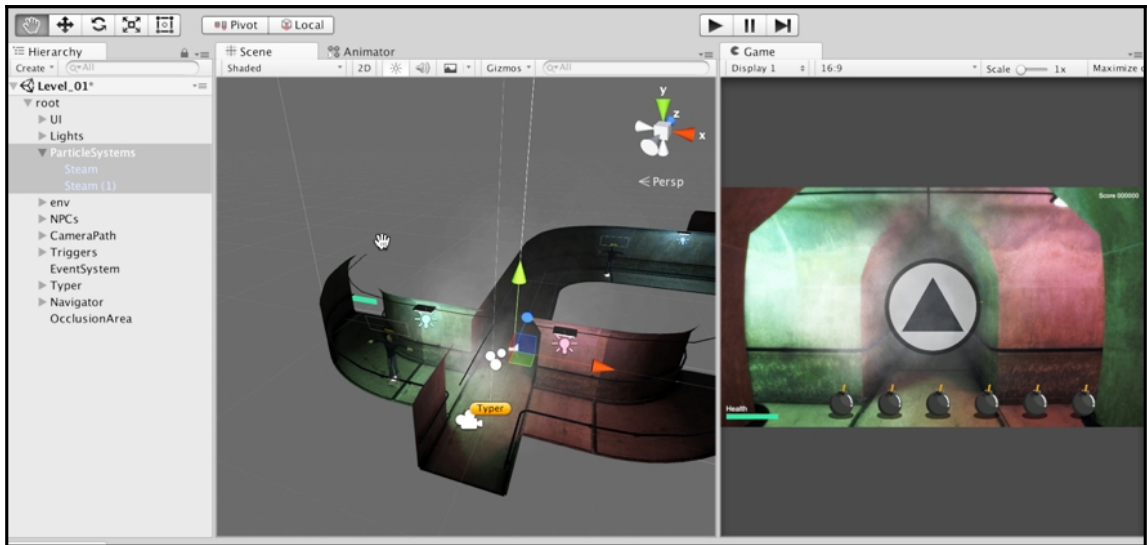 Pivot Local
Hierarchy
Create All
Level_01*
root
UI
Lights
ParticleSystems
Steam
Steam (1)
env
NPCs
CameraPath
Triggers
EventSystem
Typer
Navigator
OcclusionArea
Scene Animator
Shaded 2D Gizmos All
y
z
x
Persp
Typer
Game
Display 1 16:9 Scale 1x Maximize
Score 000000
Health